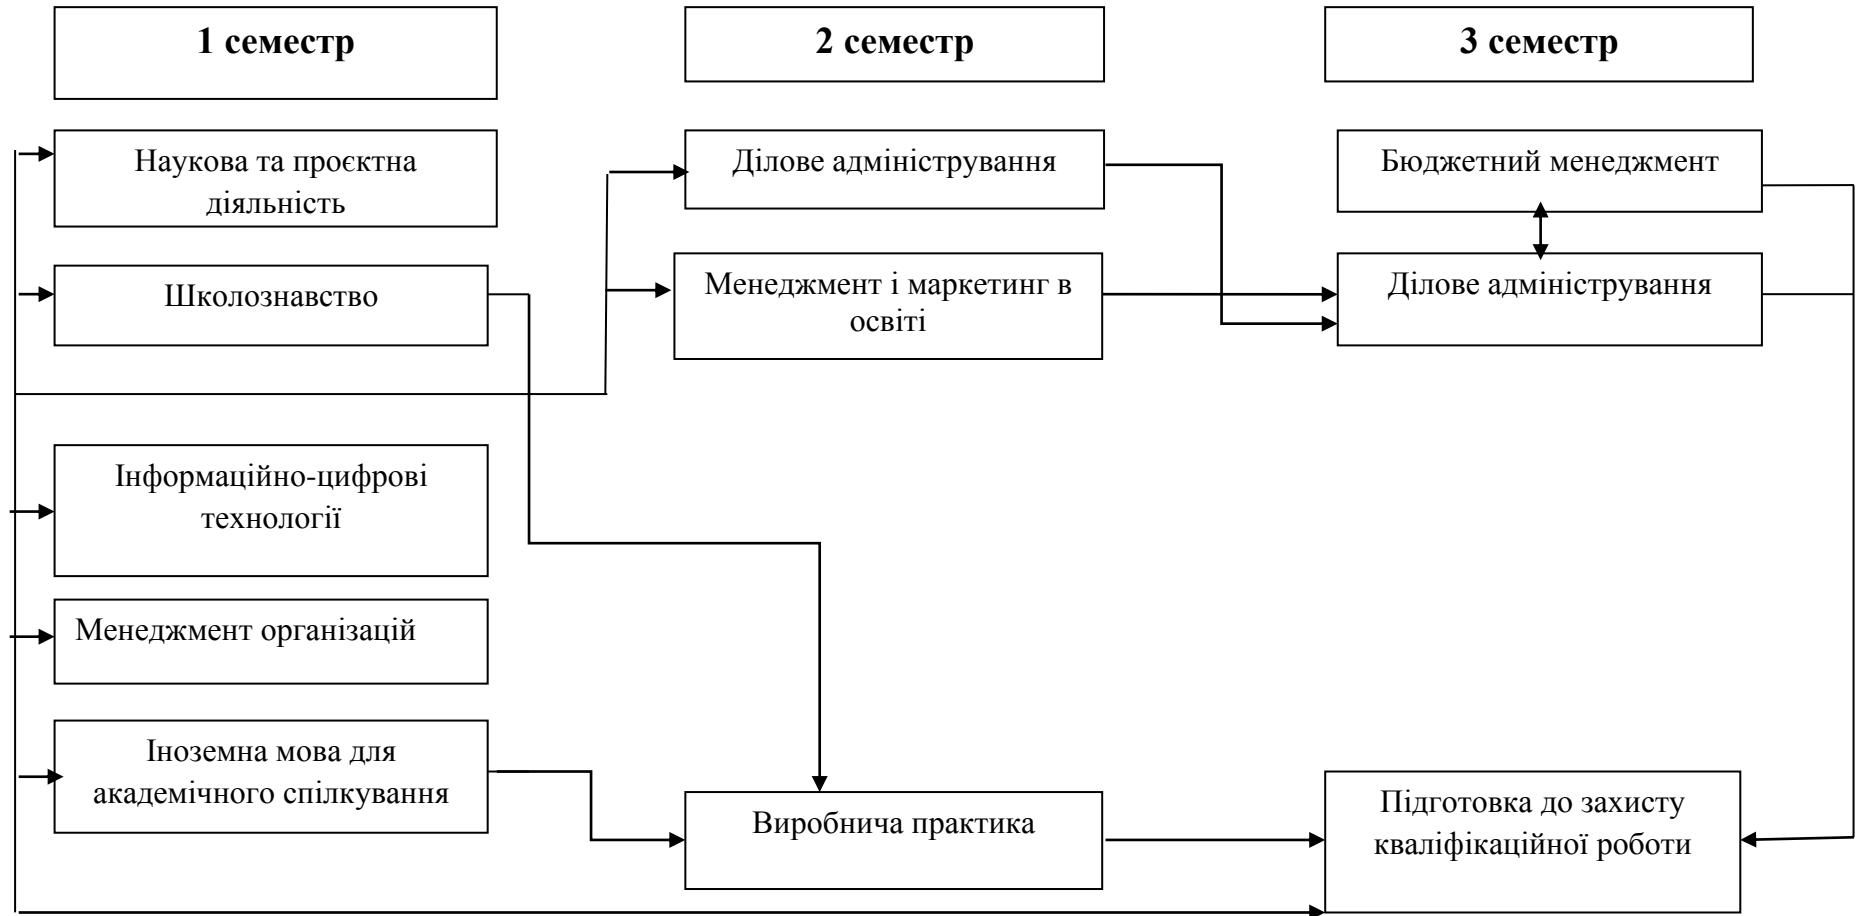 1 семестр
2 семестр
3 семестр
Наукова та проєктна
діяльність
Ділове адміністрування
Бюджетний менеджмент
Школознавство
Менеджмент і маркетинг в
освіті
Ділове адміністрування
Інформаційно-цифрові
технології
Менеджмент організацій
Іноземна мова для
академічного спілкування
Виробнича практика
Підготовка до захисту
кваліфікаційної роботи